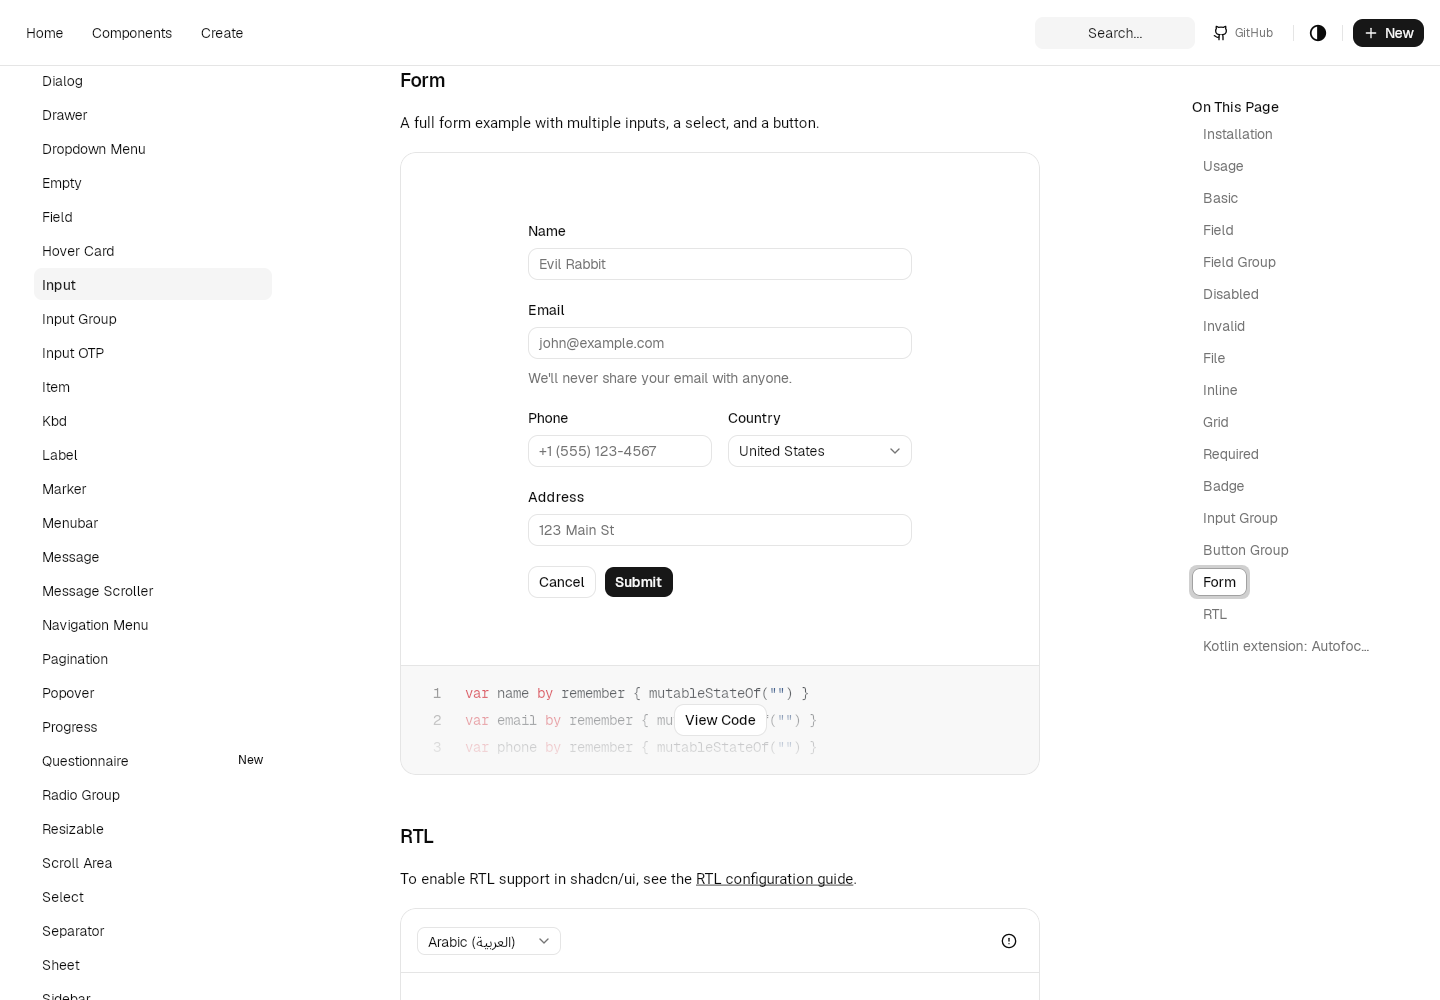 Home Components Create Search... GitHub New
Dialog
Drawer
Dropdown Menu
Empty
Field
Hover Card
Input
Input Group
Input OTP
Item
Kbd
Label
Marker
Menubar
Message
Message Scroller
Navigation Menu
Pagination
Popover
Progress
Questionnaire New
Radio Group
Resizable
Scroll Area
Select
Separator
Sheet
Sidebar
Form
A full form example with multiple inputs, a select, and a button.
Name
Evil Rabbit
Email
john@example.com
We'll never share your email with anyone.
Phone Country
+1 (555) 123-4567 United States
Address
123 Main St
Cancel Submit
1 var name by remember { mutableStateOf("") }
2 var email by remember { mu View Code ("") }
3 var phone by remember { mutableStateOf("") }
RTL
To enable RTL support in shadcn/ui, see the RTL configuration guide.
Arabic (العربية)
On This Page
Installation
Usage
Basic
Field
Field Group
Disabled
Invalid
File
Inline
Grid
Required
Badge
Input Group
Button Group
Form
RTL
Kotlin extension: Autofoc...